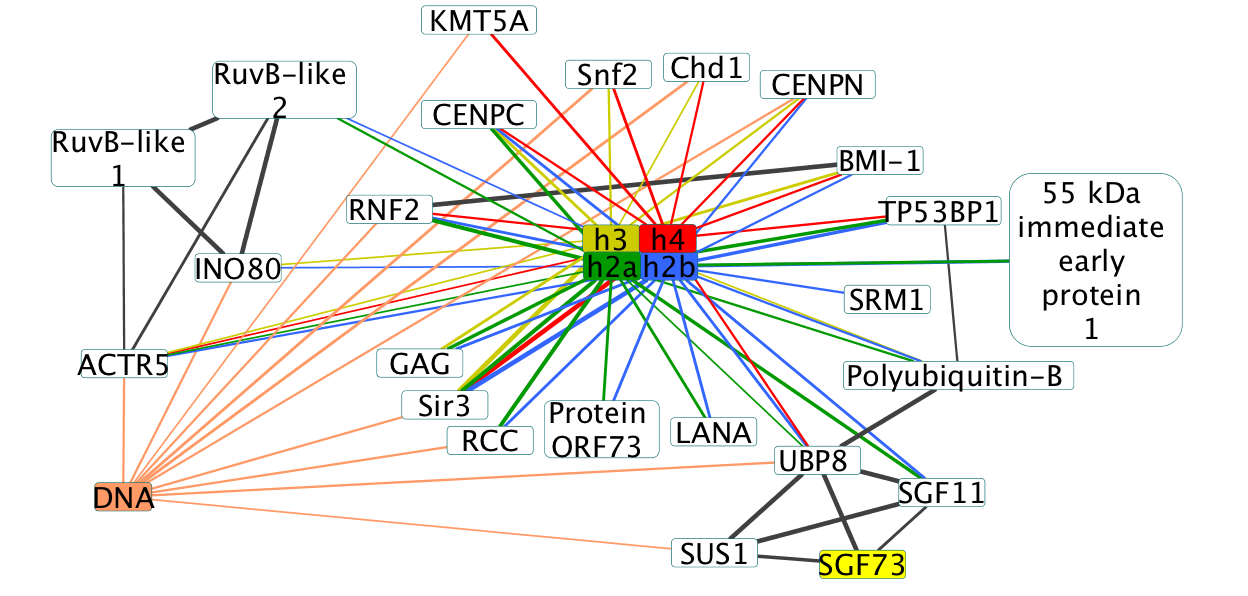 KMT5A
Snf2
Chd1
CENPN
RuvB-like
2
CENPC
RuvB-like
1
BMI-1
RNF2
TP53BP1
55 kDa
immediate
early
protein
1
h3
h4
h2a
h2b
INO80
SRM1
ACTR5
GAG
Polyubiquitin-B
Sir3
Protein
ORF73
LANA
RCC
UBP8
DNA
SGF11
SUS1
SGF73